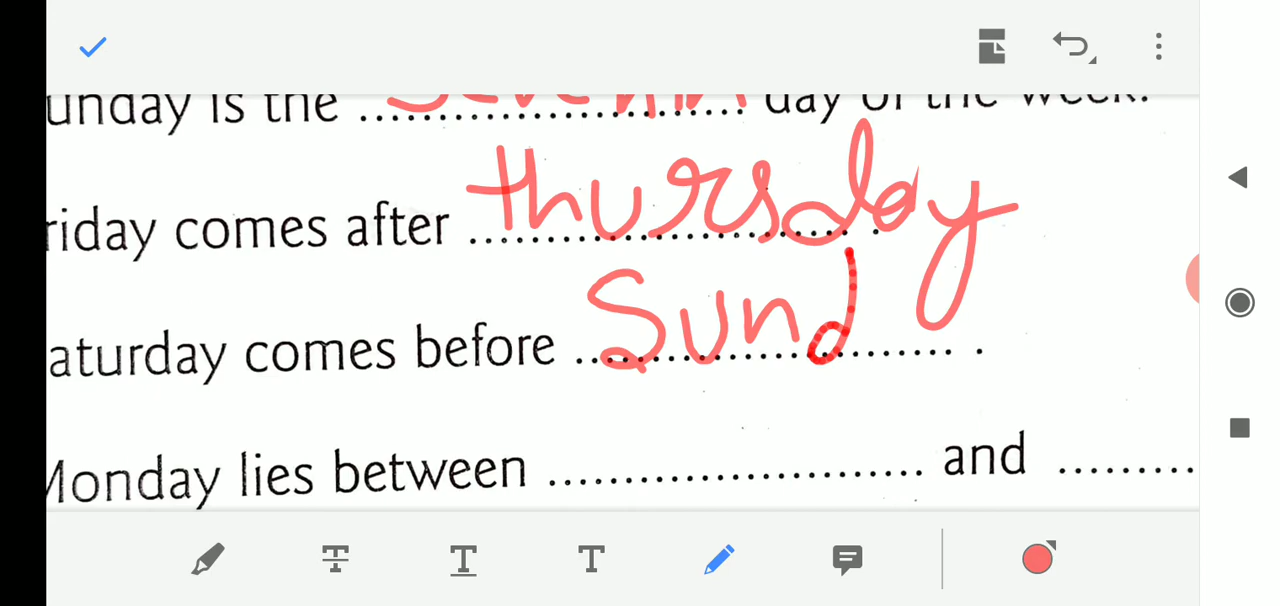 unday is the seventh day of the week.
riday comes after thursday .
aturday comes before Sund .
Monday lies between and